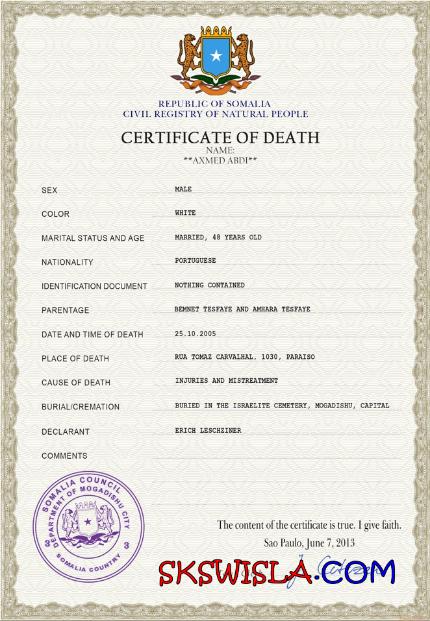 REPUBLIC OF SOMALIA
CIVIL REGISTRY OF NATURAL PEOPLE
CERTIFICATE OF DEATH
NAME:
**AXMED ABDI**
SEX MALE
COLOR WHITE
MARITAL STATUS AND AGE MARRIED, 48 YEARS OLD
NATIONALITY PORTUGUESE
IDENTIFICATION DOCUMENT NOTHING CONTAINED
PARENTAGE BEMNET TESFAYE AND AMHARA TESFAYE
DATE AND TIME OF DEATH 25.10.2005
PLACE OF DEATH RUA TOMAZ CARVALHAL. 1030, PARAISO
CAUSE OF DEATH INJURIES AND MISTREATMENT
BURIAL/CREMATION BURIED IN THE ISRAELITE CEMETERY, MOGADISHU, CAPITAL
DECLARANT ERICH LESCHZINER
COMMENTS
SOMALIA COUNCIL
DEPARTMENT OF MOGADISHU CITY
3 3
SOMALIA COUNTRY
The content of the certificate is true. I give faith.
Sao Paulo, June 7, 2013
SKSWISLA.COM